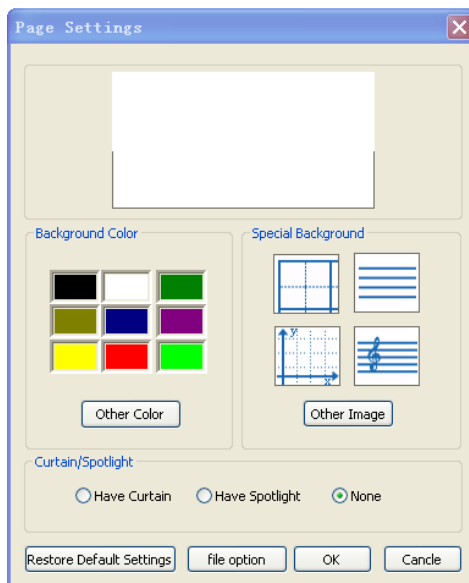 Page Settings
Background Color
Special Background
y
x
Other Color
Other Image
Curtain/Spotlight
Have Curtain Have Spotlight None
Restore Default Settings file option OK Cancle